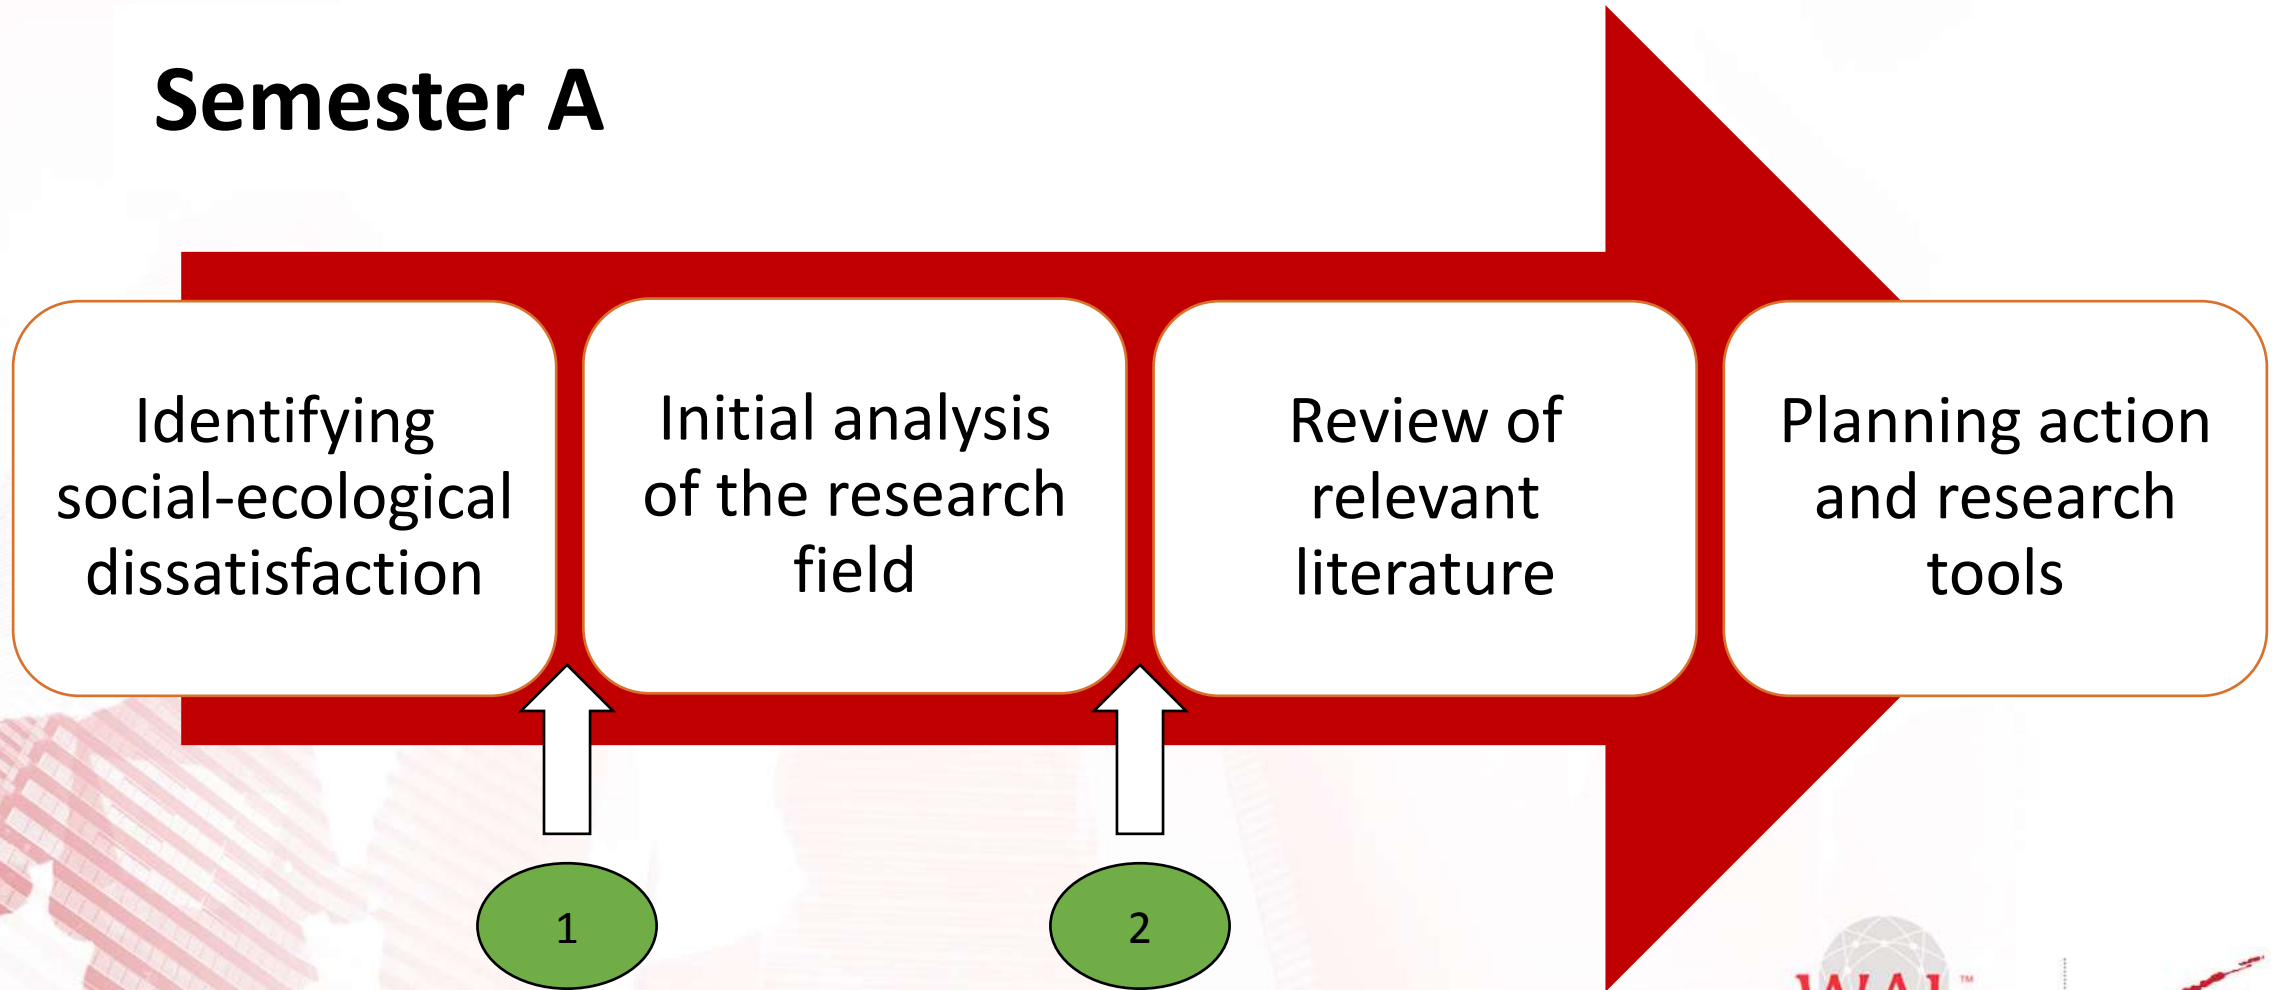 Semester A
Identifying
social-ecological
dissatisfaction
Initial analysis
of the research
field
Review of
relevant
literature
Planning action
and research
tools
1
2
TM